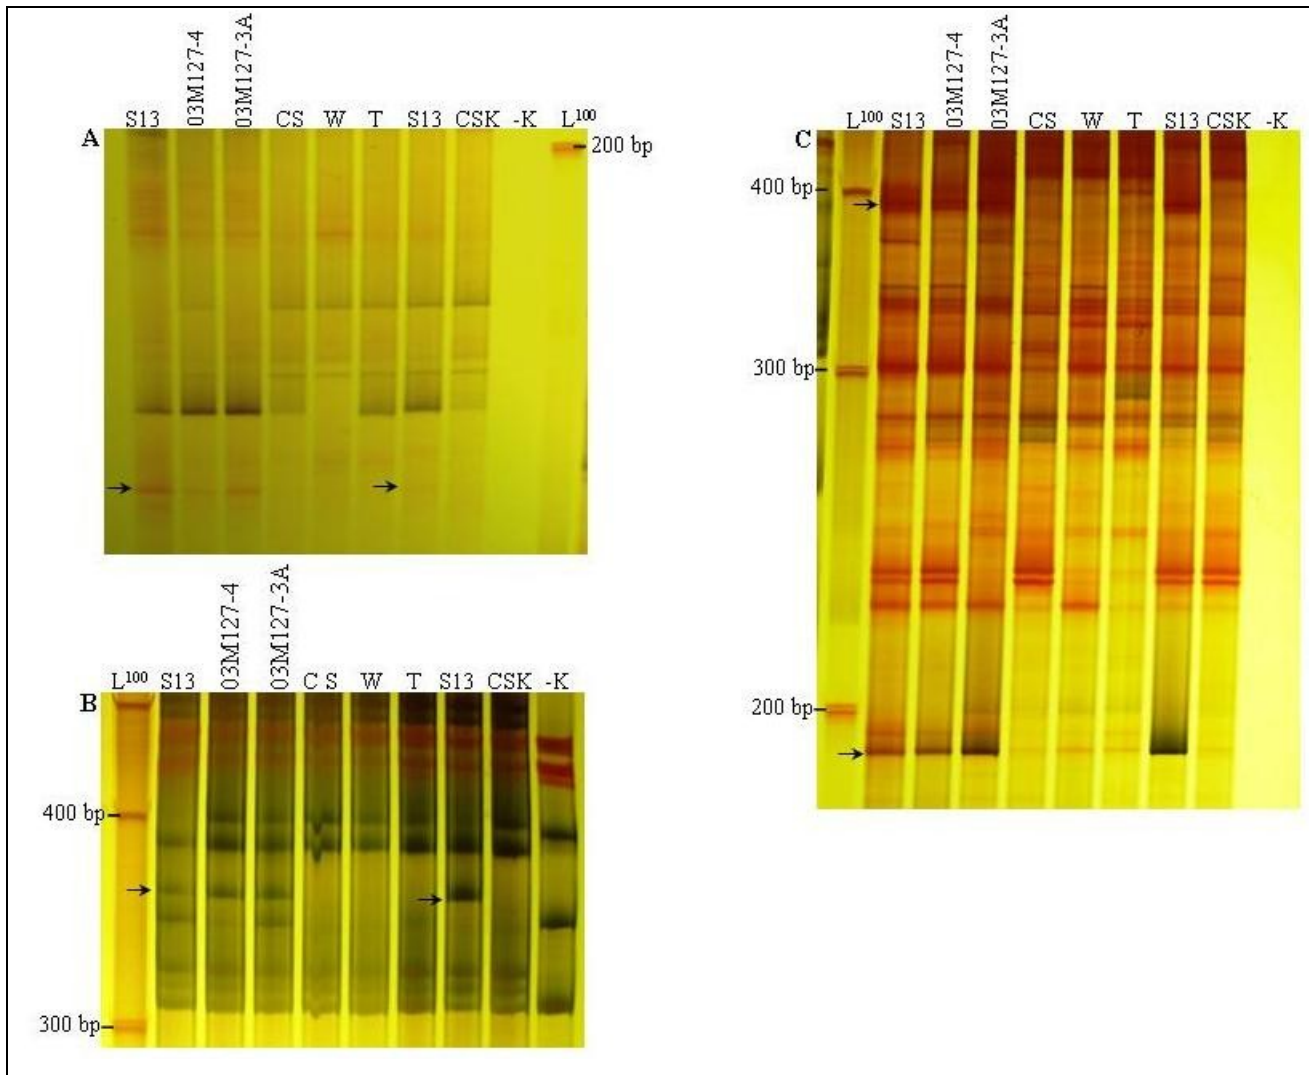 A
S13 03M127-4 03M127-3A CS W T S13 CSK -K L¹⁰⁰
200 bp
B
L¹⁰⁰ S13 03M127-4 03M127-3A C S W T S13 CSK -K
400 bp
300 bp
C
L¹⁰⁰ S13 03M127-4 03M127-3A CS W T S13 CSK -K
400 bp
300 bp
200 bp